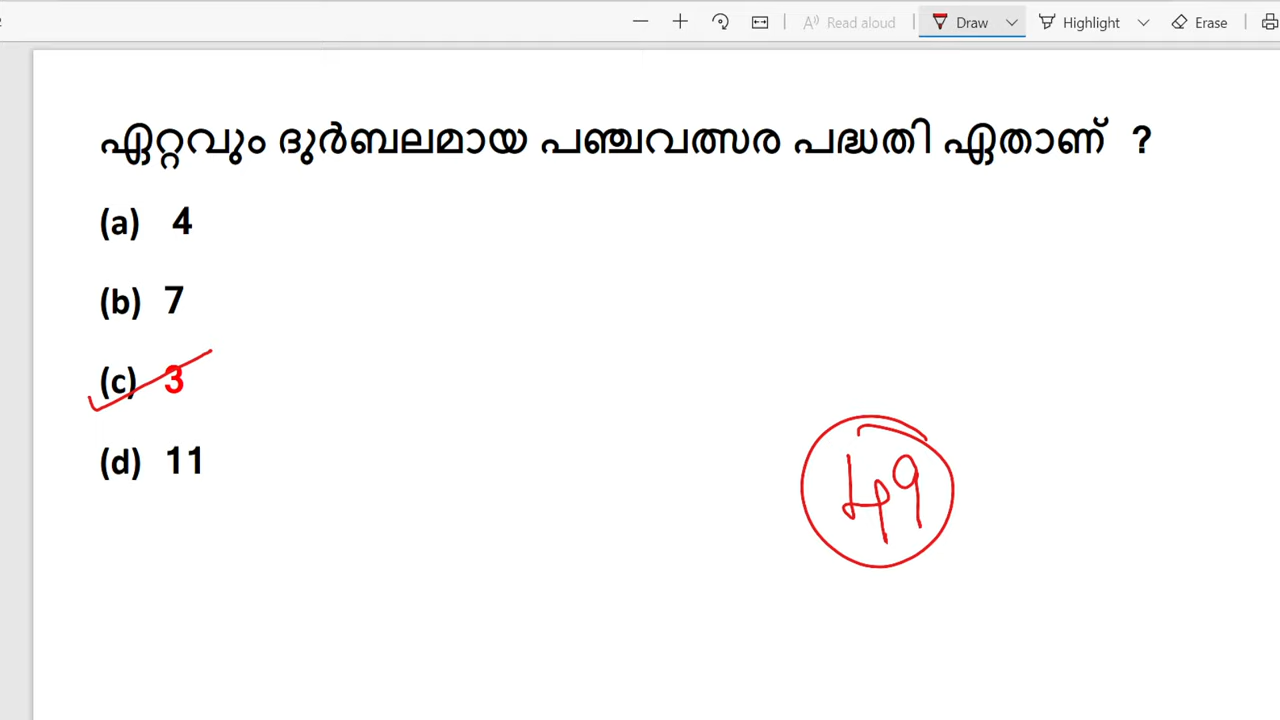 Read aloud Draw Highlight Erase
ഏറ്റവും ദുർബലമായ പഞ്ചവത്സര പദ്ധതി ഏതാണ് ?
(a) 4
(b) 7
(c) 3
(d) 11
49